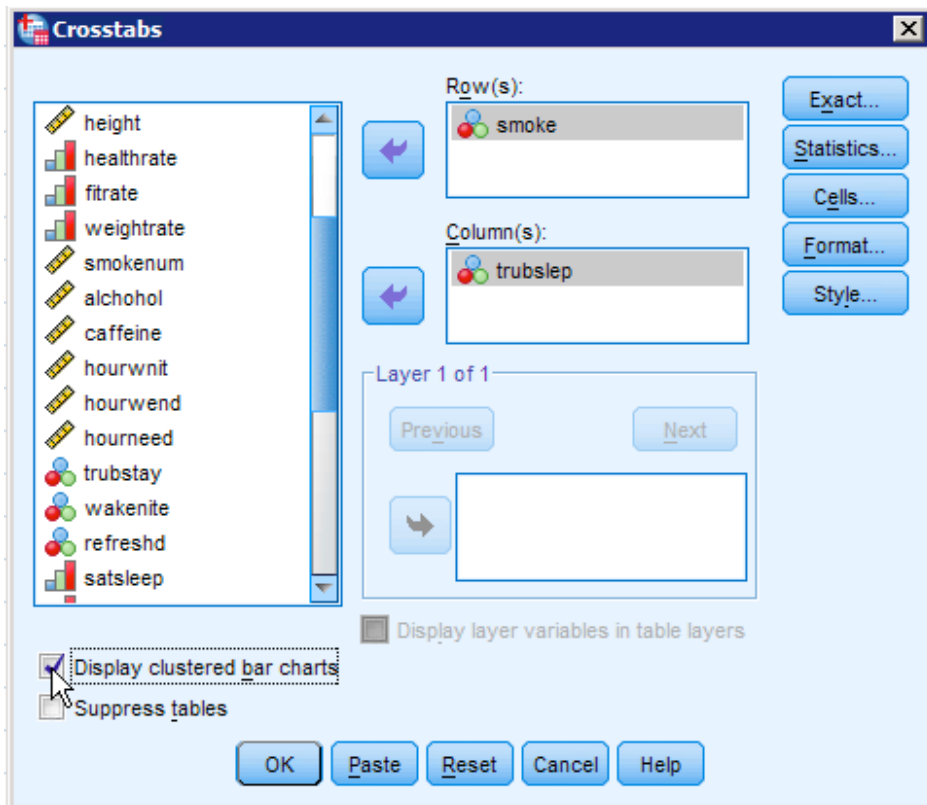 Crosstabs
height
healthrate
fitrate
weightrate
smokenum
alchohol
caffeine
hourwnit
hourwend
hourneed
trubstay
wakenite
refreshd
satsleep
Row(s):
smoke
Column(s):
trubslep
Layer 1 of 1
Previous
Next
Display layer variables in table layers
Exact...
Statistics...
Cells...
Format...
Style...
Display clustered bar charts
Suppress tables
OK
Paste
Reset
Cancel
Help